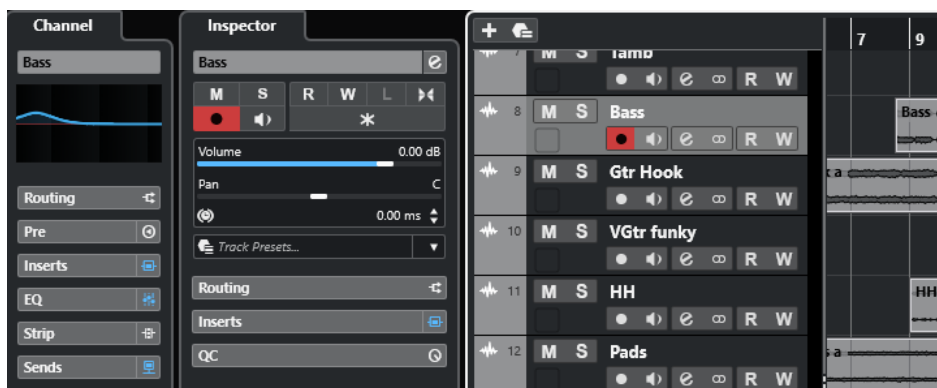 Channel
Bass
Routing
Pre
Inserts
EQ
Strip
Sends
Inspector
Bass
M S R W L
Volume 0.00 dB
Pan C
0.00 ms
Track Presets...
Routing
Inserts
QC
7 9
7 M S Tamb
R W
8 M S Bass
R W
Bass
9 M S Gtr Hook
R W
a
10 M S VGtr funky
R W
11 M S HH
R W
HH
12 M S Pads
R W
s a